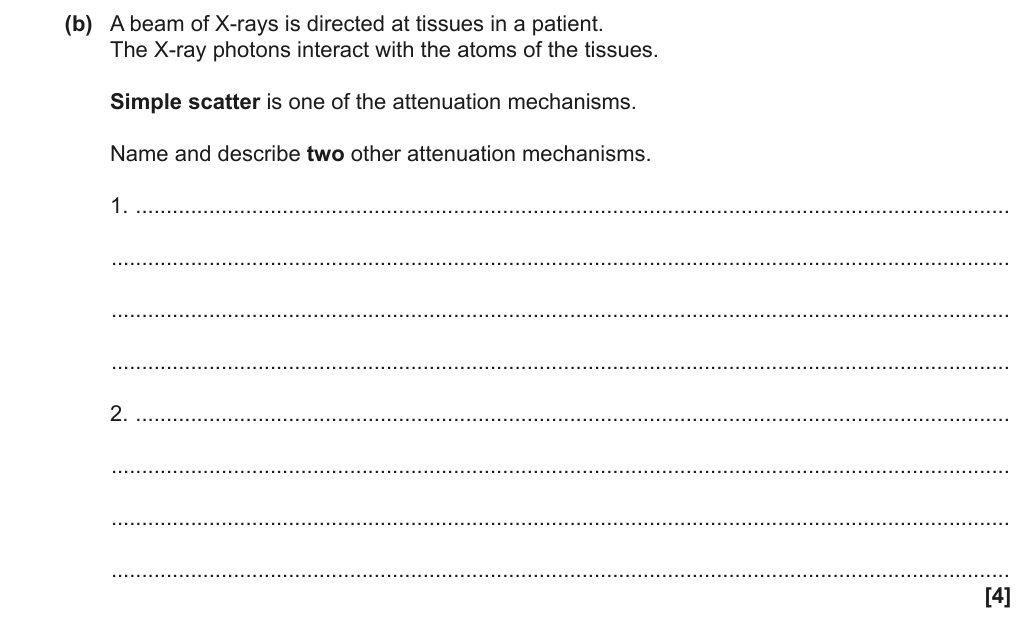 (b) A beam of X-rays is directed at tissues in a patient.
The X-ray photons interact with the atoms of the tissues.
Simple scatter is one of the attenuation mechanisms.
Name and describe two other attenuation mechanisms.
1. ....................................................................................................
....................................................................................................
....................................................................................................
....................................................................................................
2. ....................................................................................................
....................................................................................................
....................................................................................................
....................................................................................................
[4]